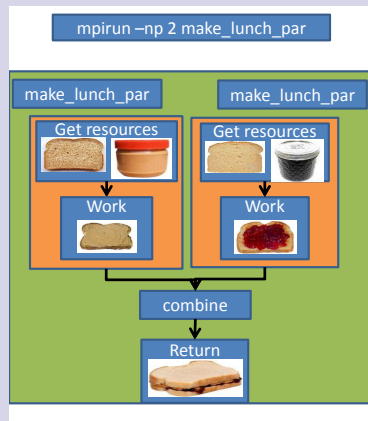 mpirun –np 2 make_lunch_par
make_lunch_par
make_lunch_par
Get resources
Get resources
Work
Work
combine
Return